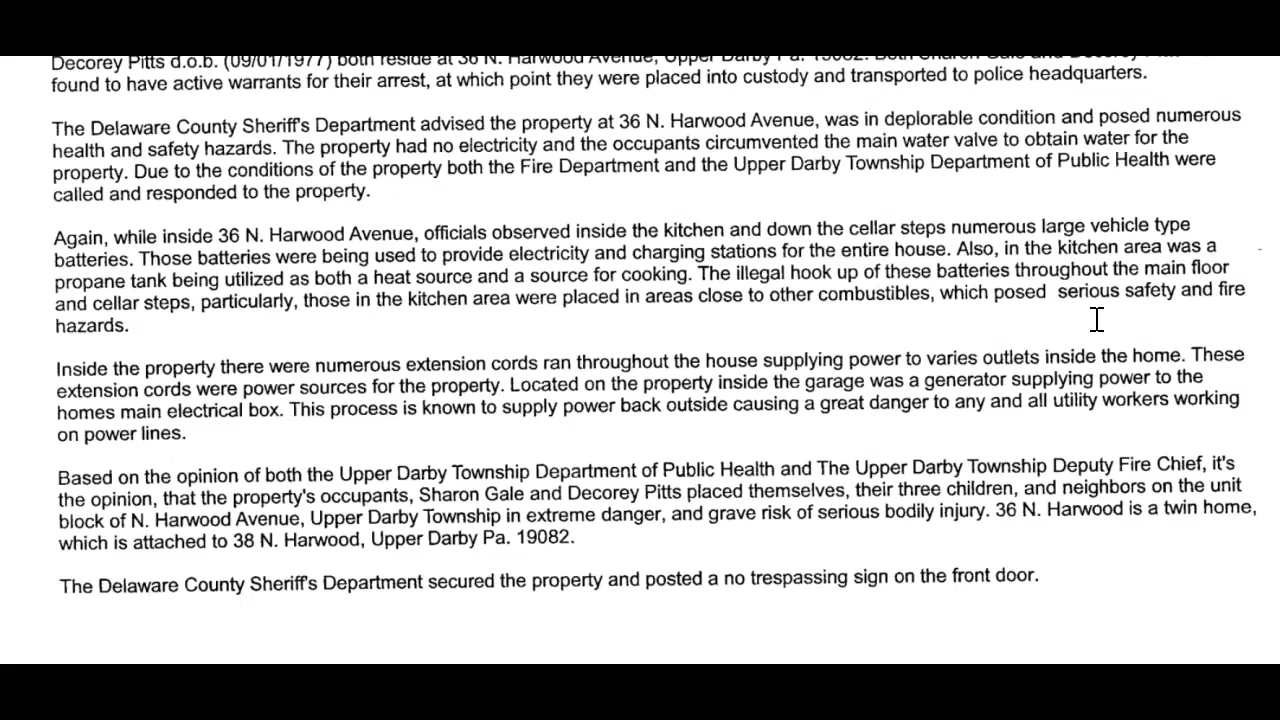 Decorey Pitts d.o.b. (09/01/1977) both reside at 36 N. Harwood Avenue, Upper Darby Pa. 19082. Both Sharon Gale and Decorey Pitts
found to have active warrants for their arrest, at which point they were placed into custody and transported to police headquarters.
The Delaware County Sheriff's Department advised the property at 36 N. Harwood Avenue, was in deplorable condition and posed numerous
health and safety hazards. The property had no electricity and the occupants circumvented the main water valve to obtain water for the
property. Due to the conditions of the property both the Fire Department and the Upper Darby Township Department of Public Health were
called and responded to the property.
Again, while inside 36 N. Harwood Avenue, officials observed inside the kitchen and down the cellar steps numerous large vehicle type
batteries. Those batteries were being used to provide electricity and charging stations for the entire house. Also, in the kitchen area was a
propane tank being utilized as both a heat source and a source for cooking. The illegal hook up of these batteries throughout the main floor
and cellar steps, particularly, those in the kitchen area were placed in areas close to other combustibles, which posed serious safety and fire
hazards.
Inside the property there were numerous extension cords ran throughout the house supplying power to varies outlets inside the home. These
extension cords were power sources for the property. Located on the property inside the garage was a generator supplying power to the
homes main electrical box. This process is known to supply power back outside causing a great danger to any and all utility workers working
on power lines.
Based on the opinion of both the Upper Darby Township Department of Public Health and The Upper Darby Township Deputy Fire Chief, it's
the opinion, that the property's occupants, Sharon Gale and Decorey Pitts placed themselves, their three children, and neighbors on the unit
block of N. Harwood Avenue, Upper Darby Township in extreme danger, and grave risk of serious bodily injury. 36 N. Harwood is a twin home,
which is attached to 38 N. Harwood, Upper Darby Pa. 19082.
The Delaware County Sheriff's Department secured the property and posted a no trespassing sign on the front door.